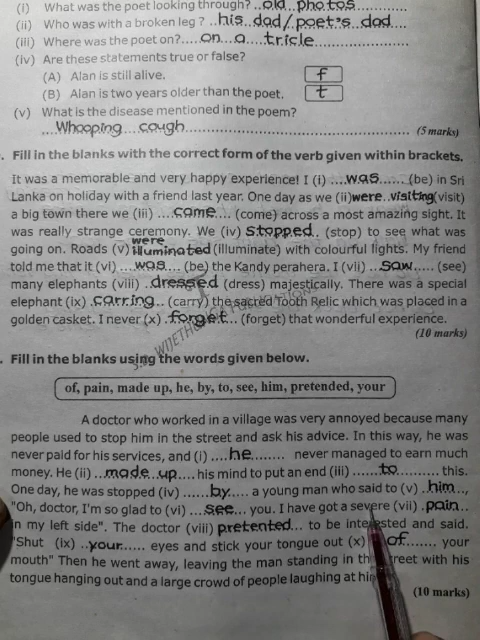 (i) What was the poet looking through? ..old photos.....
(ii) Who was with a broken leg ? ...his dad/poet's dad....
(iii) Where was the poet on?....on a tricle.....
(iv) Are these statements true or false?
(A) Alan is still alive. f
(B) Alan is two years older than the poet. t
(v) What is the disease mentioned in the poem?
....Whooping cough........................................ (5 marks)
. Fill in the blanks with the correct form of the verb given within brackets.
It was a memorable and very happy experience! I (i) ....was...... (be) in Sri
Lanka on holiday with a friend last year. One day as we (ii)were visiting(visit)
a big town there we (iii) ....come.... (come) across a most amazing sight. It
was really strange ceremony. We (iv) stopped.. (stop) to see what was
going on. Roads (v) were illuminated (illuminate) with colourful lights. My friend
told me that it (vi) ....was.... (be) the Kandy perahera. I (vii) ...saw..... (see)
many elephants (viii) ..dressed (dress) majestically. There was a special
elephant (ix) .carring.. (carry) the sacred Tooth Relic which was placed in a
golden casket. I never (x) .forget... (forget) that wonderful experience.
(10 marks)
. Fill in the blanks using the words given below.
of, pain, made up, he, by, to, see, him, pretended, your
A doctor who worked in a village was very annoyed because many
people used to stop him in the street and ask his advice. In this way, he was
never paid for his services, and (i) ....he....... never managed to earn much
money. He (ii) ..made up.... his mind to put an end (iii) ......to.......... this.
One day, he was stopped (iv) ......by..... a young man who said to (v) .him...,
"Oh, doctor, I'm so glad to (vi) ...see.... you. I have got a severe (vii) .pain..
in my left side". The doctor (viii) pretented... to be interested and said.
'Shut (ix) ..your...... eyes and stick your tongue out (x) of....... your
mouth" Then he went away, leaving the man standing in the street with his
tongue hanging out and a large crowd of people laughing at hi
(10 marks)